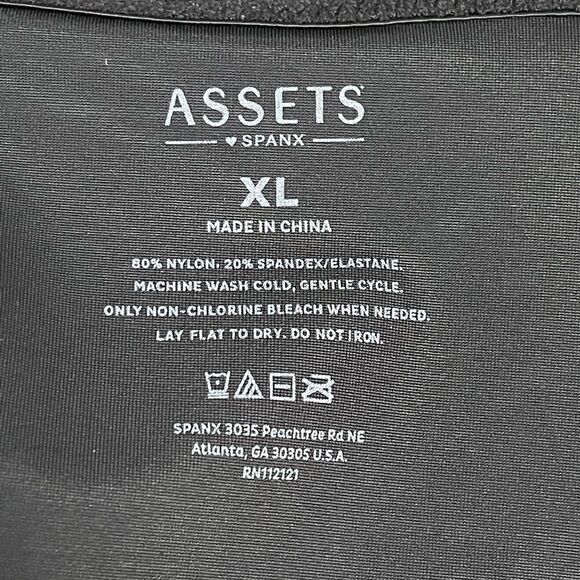 ASSETS
♥ SPANX
XL
MADE IN CHINA
80% NYLON, 20% SPANDEX/ELASTANE.
MACHINE WASH COLD, GENTLE CYCLE.
ONLY NON-CHLORINE BLEACH WHEN NEEDED.
LAY FLAT TO DRY. DO NOT IRON.
SPANX 3035 Peachtree Rd NE
Atlanta, GA 30305 U.S.A.
RN112121